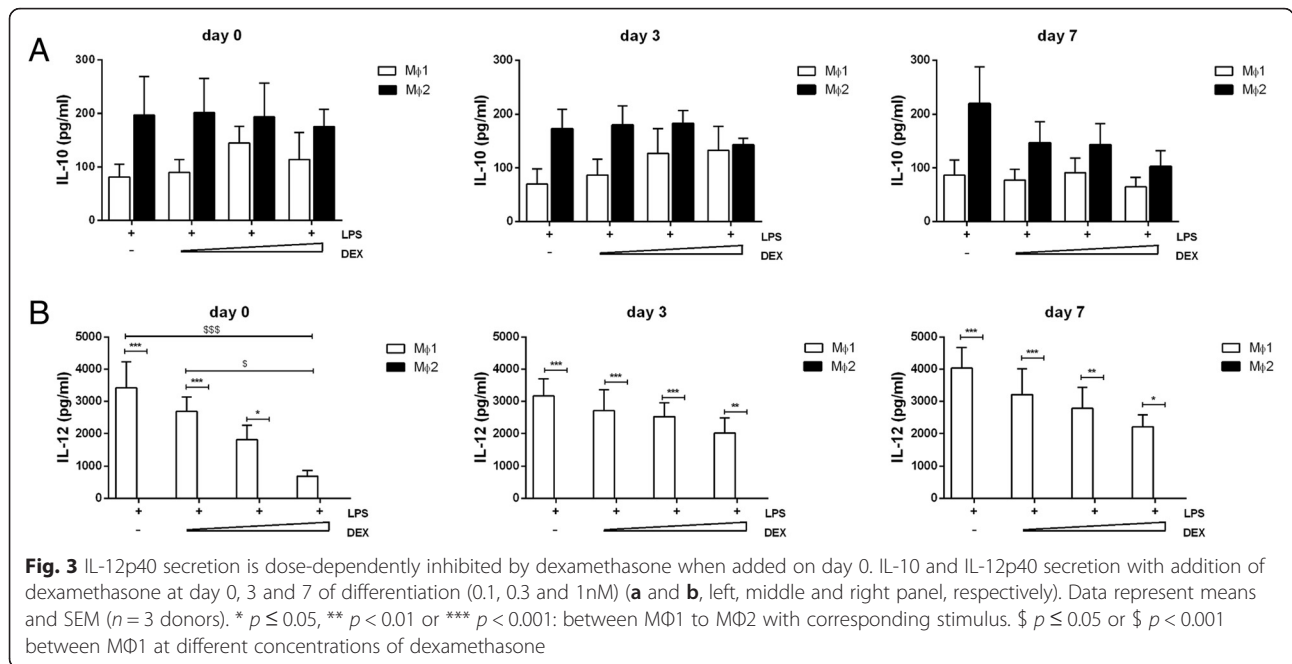 A
day 0
300
200
100
0
IL-10 (pg/ml)
Mϕ1
Mϕ2
+ + + + LPS
- DEX
day 3
300
200
100
0
IL-10 (pg/ml)
Mϕ1
Mϕ2
+ + + + LPS
- DEX
day 7
300
200
100
0
IL-10 (pg/ml)
Mϕ1
Mϕ2
+ + + + LPS
- DEX
B
day 0
5000
4000
3000
2000
1000
0
IL-12 (pg/ml)
$$$
***
$
***
*
Mϕ1
Mϕ2
+ + + + LPS
- DEX
day 3
5000
4000
3000
2000
1000
0
IL-12 (pg/ml)
***
***
***
**
Mϕ1
Mϕ2
+ + + + LPS
- DEX
day 7
5000
4000
3000
2000
1000
0
IL-12 (pg/ml)
***
***
**
*
Mϕ1
Mϕ2
+ + + + LPS
- DEX
Fig. 3 IL-12p40 secretion is dose-dependently inhibited by dexamethasone when added on day 0. IL-10 and IL-12p40 secretion with addition of
dexamethasone at day 0, 3 and 7 of differentiation (0.1, 0.3 and 1nM) (a and b, left, middle and right panel, respectively). Data represent means
and SEM (n = 3 donors). * p ≤ 0.05, ** p < 0.01 or *** p < 0.001: between MΦ1 to MΦ2 with corresponding stimulus. $ p ≤ 0.05 or $ p < 0.001
between MΦ1 at different concentrations of dexamethasone